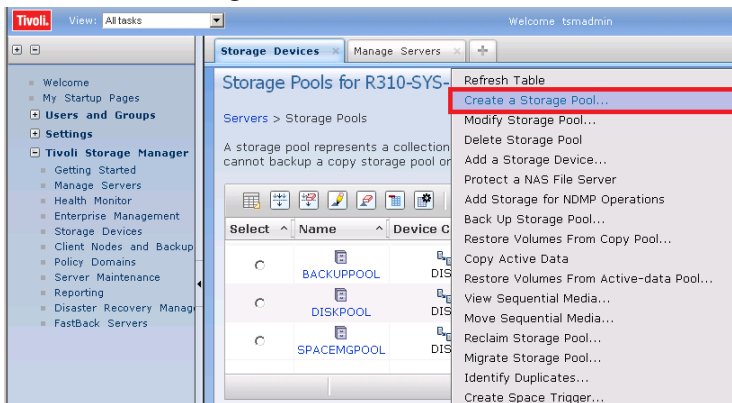 Tivoli. View: All tasks Welcome tsmadmin
Storage Devices Manage Servers
Welcome
My Startup Pages
Users and Groups
Settings
Tivoli Storage Manager
Getting Started
Manage Servers
Health Monitor
Enterprise Management
Storage Devices
Client Nodes and Backup
Policy Domains
Server Maintenance
Reporting
Disaster Recovery Manag
FastBack Servers
Storage Pools for R310-SYS-
Servers > Storage Pools
A storage pool represents a collection
cannot backup a copy storage pool or
Select Name Device C
BACKUPPOOL DIS
DISKPOOL DIS
SPACEMGPOOL DIS
Refresh Table
Create a Storage Pool...
Modify Storage Pool...
Delete Storage Pool
Add a Storage Device...
Protect a NAS File Server
Add Storage for NDMP Operations
Back Up Storage Pool...
Restore Volumes From Copy Pool...
Copy Active Data
Restore Volumes From Active-data Pool...
View Sequential Media...
Move Sequential Media...
Reclaim Storage Pool...
Migrate Storage Pool...
Identify Duplicates...
Create Space Trigger...